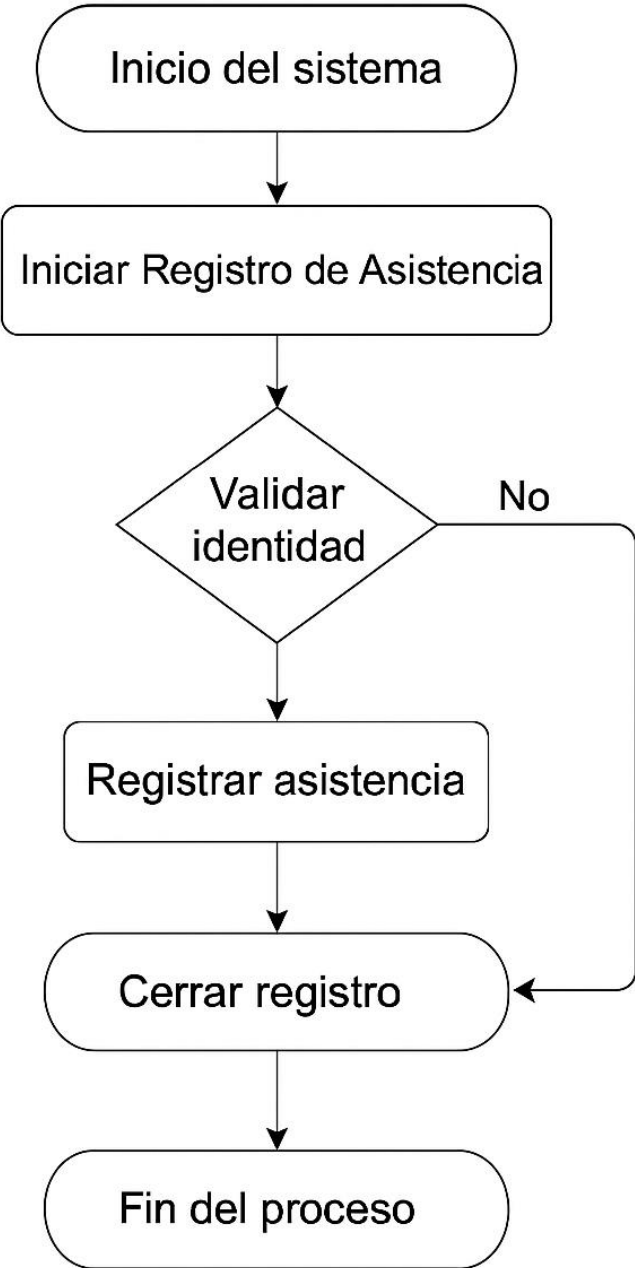 Inicio del sistema
Iniciar Registro de Asistencia
Validar
identidad
No
Registrar asistencia
Cerrar registro
Fin del proceso